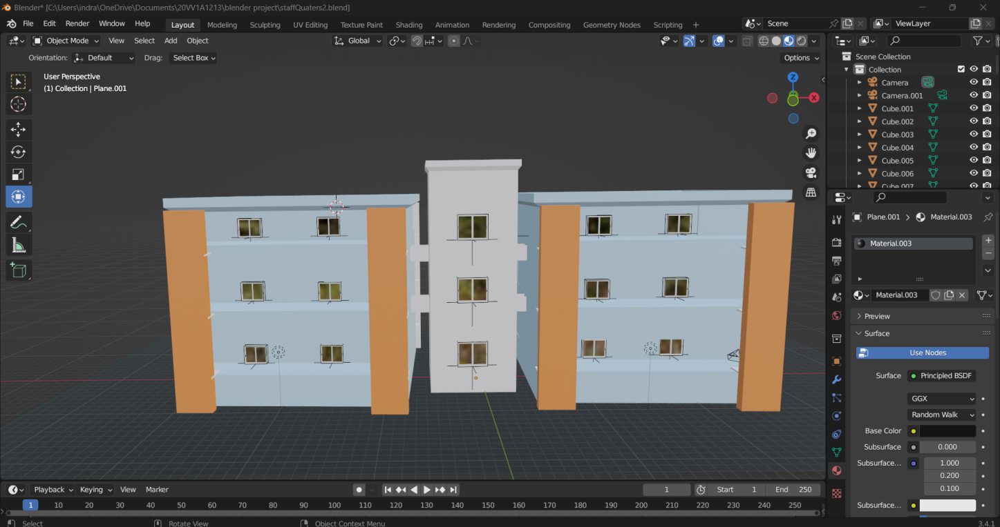 Blender* [C:\Users\indra\OneDrive\Documents\20VV1A1213\blender project\staffQuaters2.blend]
File Edit Render Window Help Layout Modeling Sculpting UV Editing Texture Paint Shading Animation Rendering Compositing Geometry Nodes Scripting + Scene ViewLayer
Object Mode View Select Add Object Global
Orientation: Default Drag: Select Box Options
User Perspective
(1) Collection | Plane.001
Z
X
Scene Collection
Collection
Camera
Camera.001
Cube.001
Cube.002
Cube.003
Cube.004
Cube.005
Cube.006
Cube.007
Plane.001 > Material.003
Material.003
Material.003
Preview
Surface
Use Nodes
Surface Principled BSDF
GGX
Random Walk
Base Color
Subsurface 0.000
Subsurface... 1.000
0.200
0.100
Subsurface...
Playback Keying View Marker 1 Start 1 End 250
1 10 20 30 40 50 60 70 80 90 100 110 120 130 140 150 160 170 180 190 200 210 220 230 240 250
Select Rotate View Object Context Menu 3.4.1